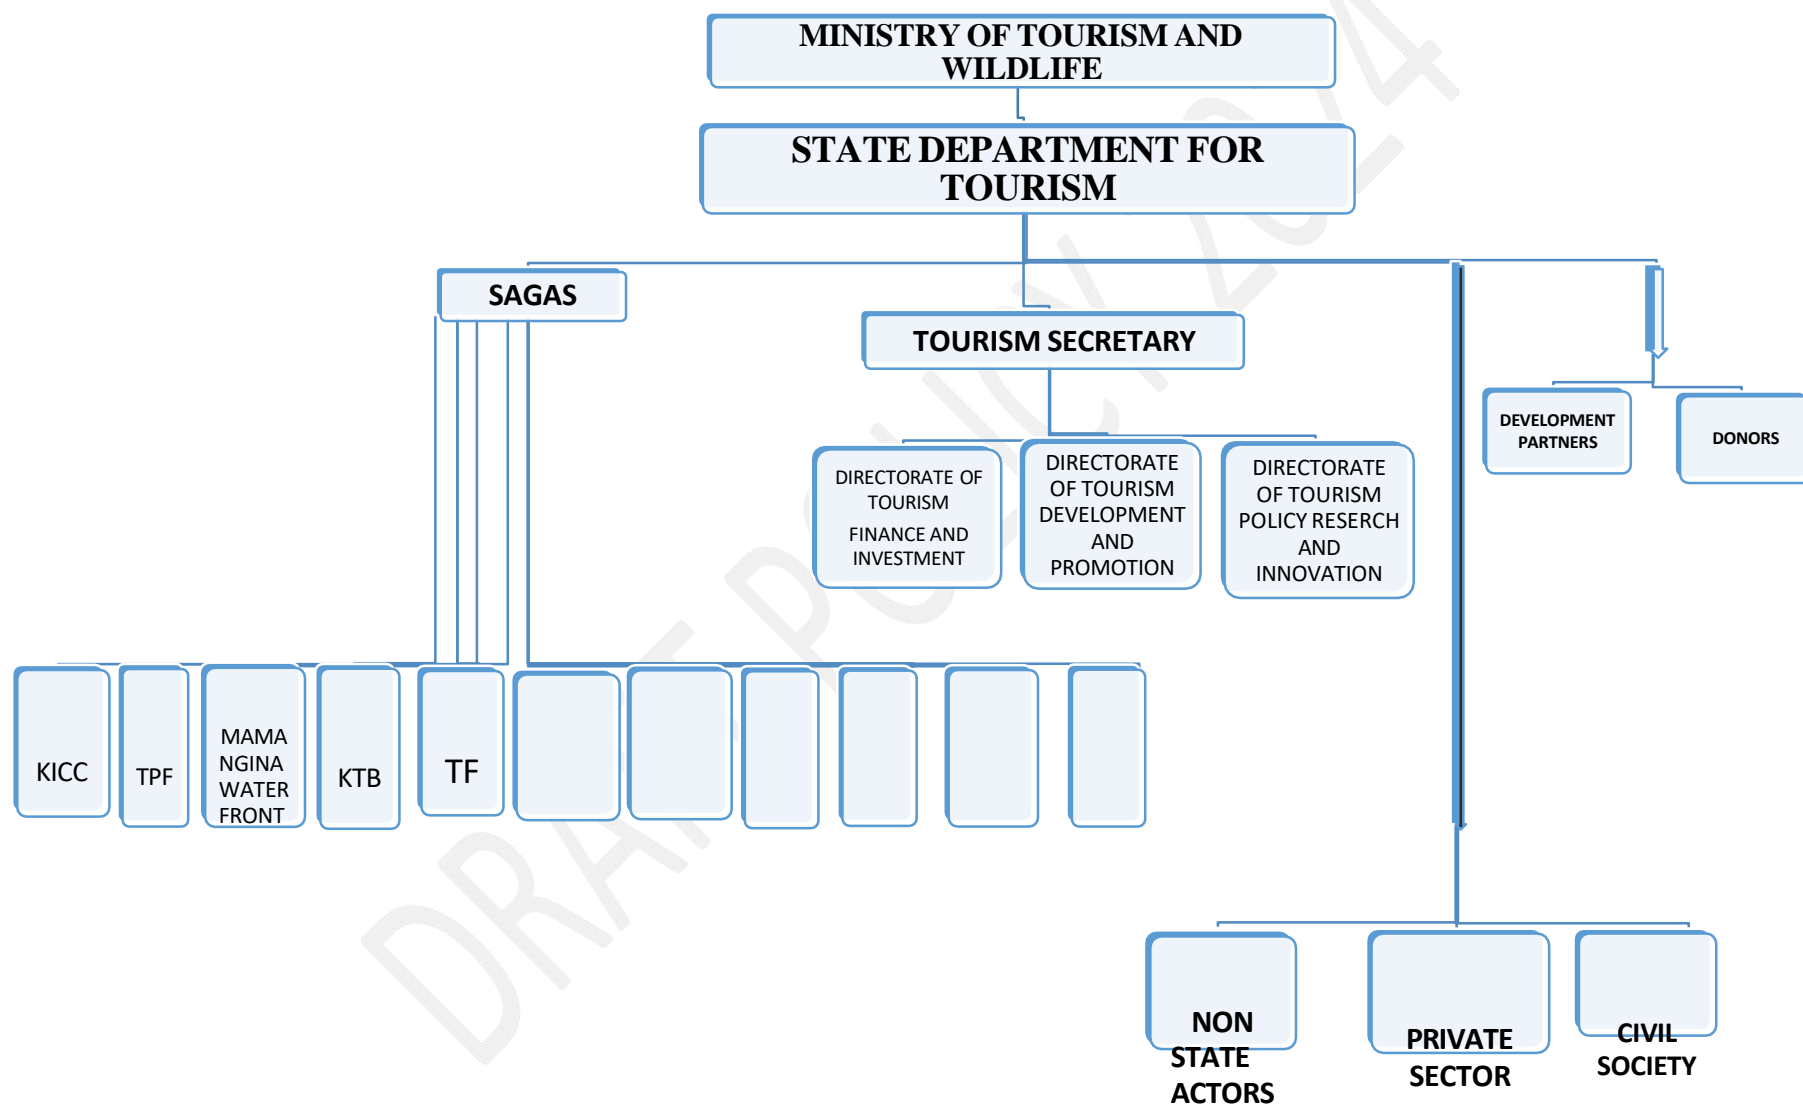 MINISTRY OF TOURISM AND
WILDLIFE
STATE DEPARTMENT FOR
TOURISM
SAGAS
TOURISM SECRETARY
DEVELOPMENT
PARTNERS
DONORS
DIRECTORATE OF
TOURISM
FINANCE AND
INVESTMENT
DIRECTORATE
OF TOURISM
DEVELOPMENT
AND
PROMOTION
DIRECTORATE
OF TOURISM
POLICY RESERCH
AND
INNOVATION
KICC
TPF
MAMA
NGINA
WATER
FRONT
KTB
TF
NON
STATE
ACTORS
PRIVATE
SECTOR
CIVIL
SOCIETY
DRAFT POLICY 2024